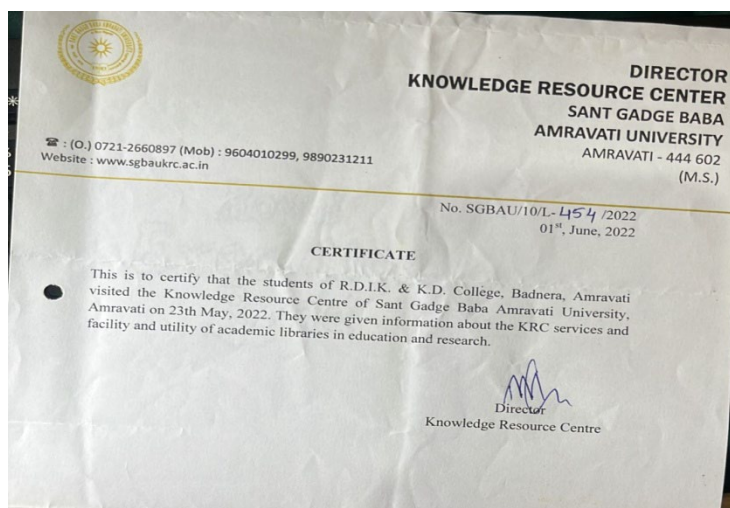 DIRECTOR
KNOWLEDGE RESOURCE CENTER
SANT GADGE BABA
AMRAVATI UNIVERSITY
AMRAVATI - 444 602
(M.S.)
☎ : (O.) 0721-2660897 (Mob) : 9604010299, 9890231211
Website : www.sgbaukrc.ac.in
No. SGBAU/10/L-454 /2022
01st, June, 2022
CERTIFICATE
This is to certify that the students of R.D.I.K. & K.D. College, Badnera, Amravati
visited the Knowledge Resource Centre of Sant Gadge Baba Amravati University,
Amravati on 23th May, 2022. They were given information about the KRC services and
facility and utility of academic libraries in education and research.
Director
Knowledge Resource Centre